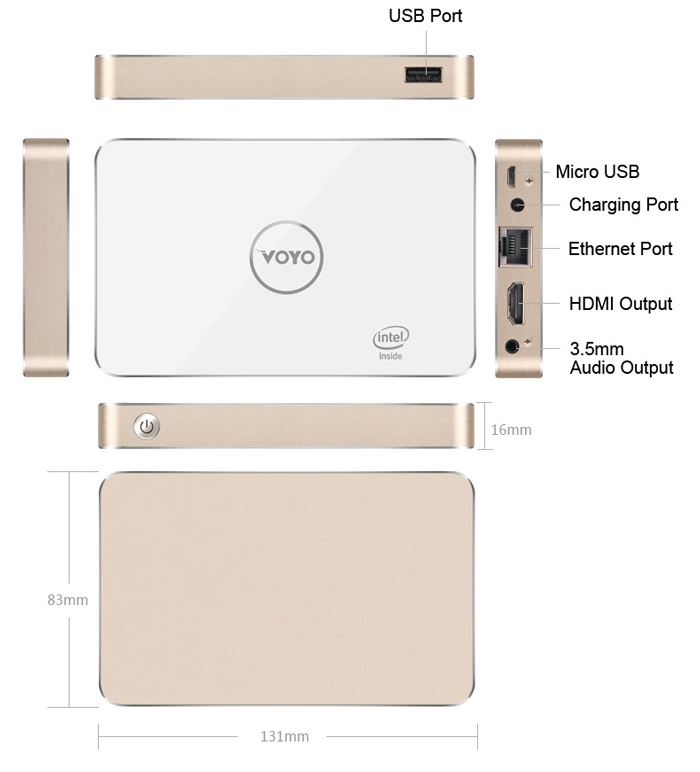 USB Port
Micro USB
Charging Port
VOYO
Ethernet Port
HDMI Output
intel
inside
3.5mm
Audio Output
16mm
83mm
131mm